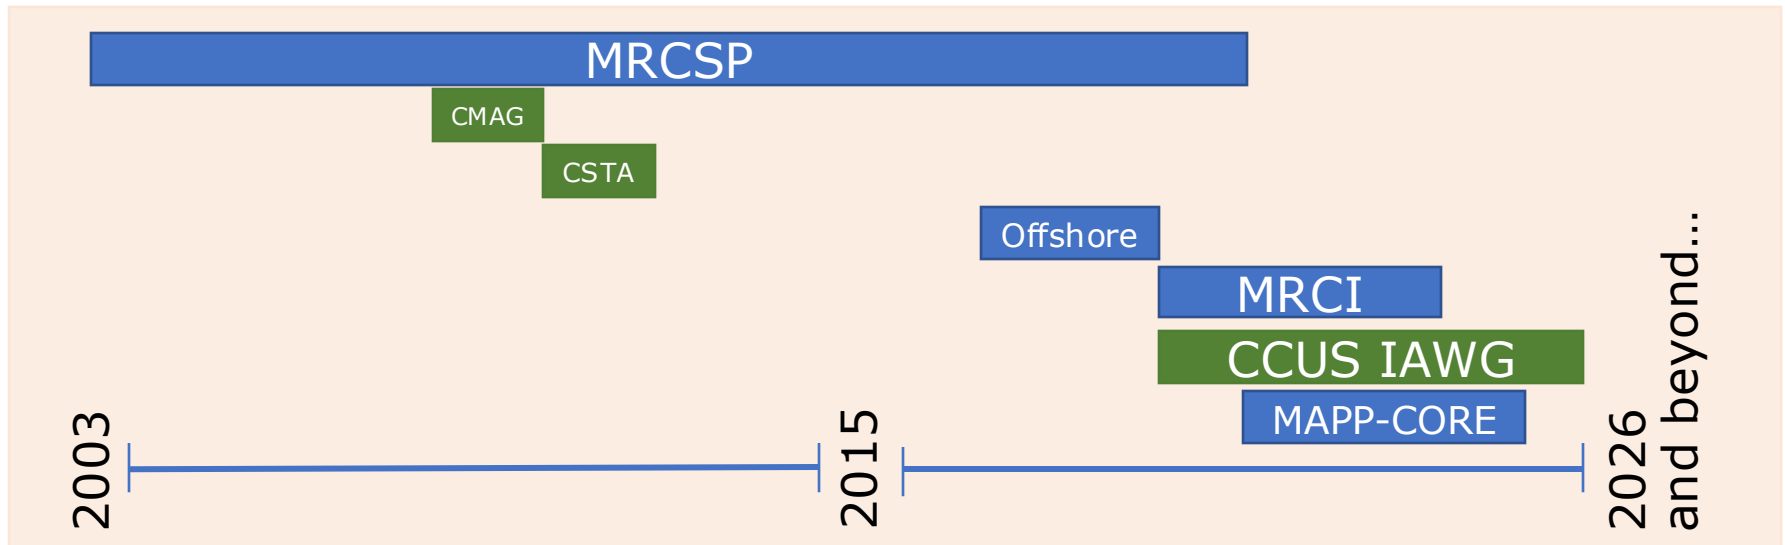 MRCSP
CMAG
CSTA
Offshore
MRCI
CCUS IAWG
MAPP-CORE
2003
2015
2026
and beyond...